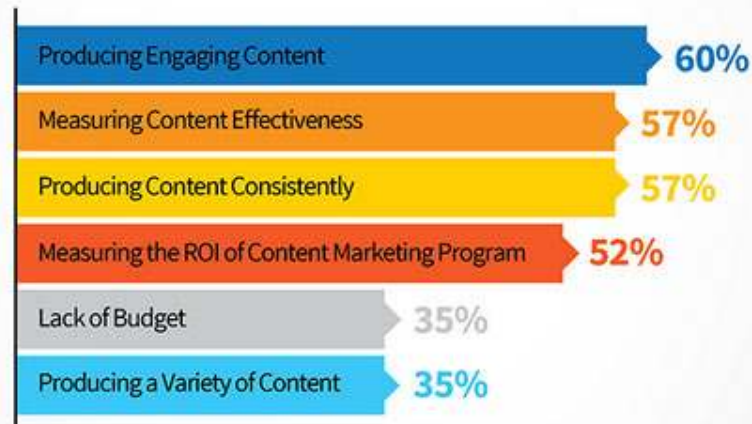 Producing Engaging Content 60%
Measuring Content Effectiveness 57%
Producing Content Consistently 57%
Measuring the ROI of Content Marketing Program 52%
Lack of Budget 35%
Producing a Variety of Content 35%